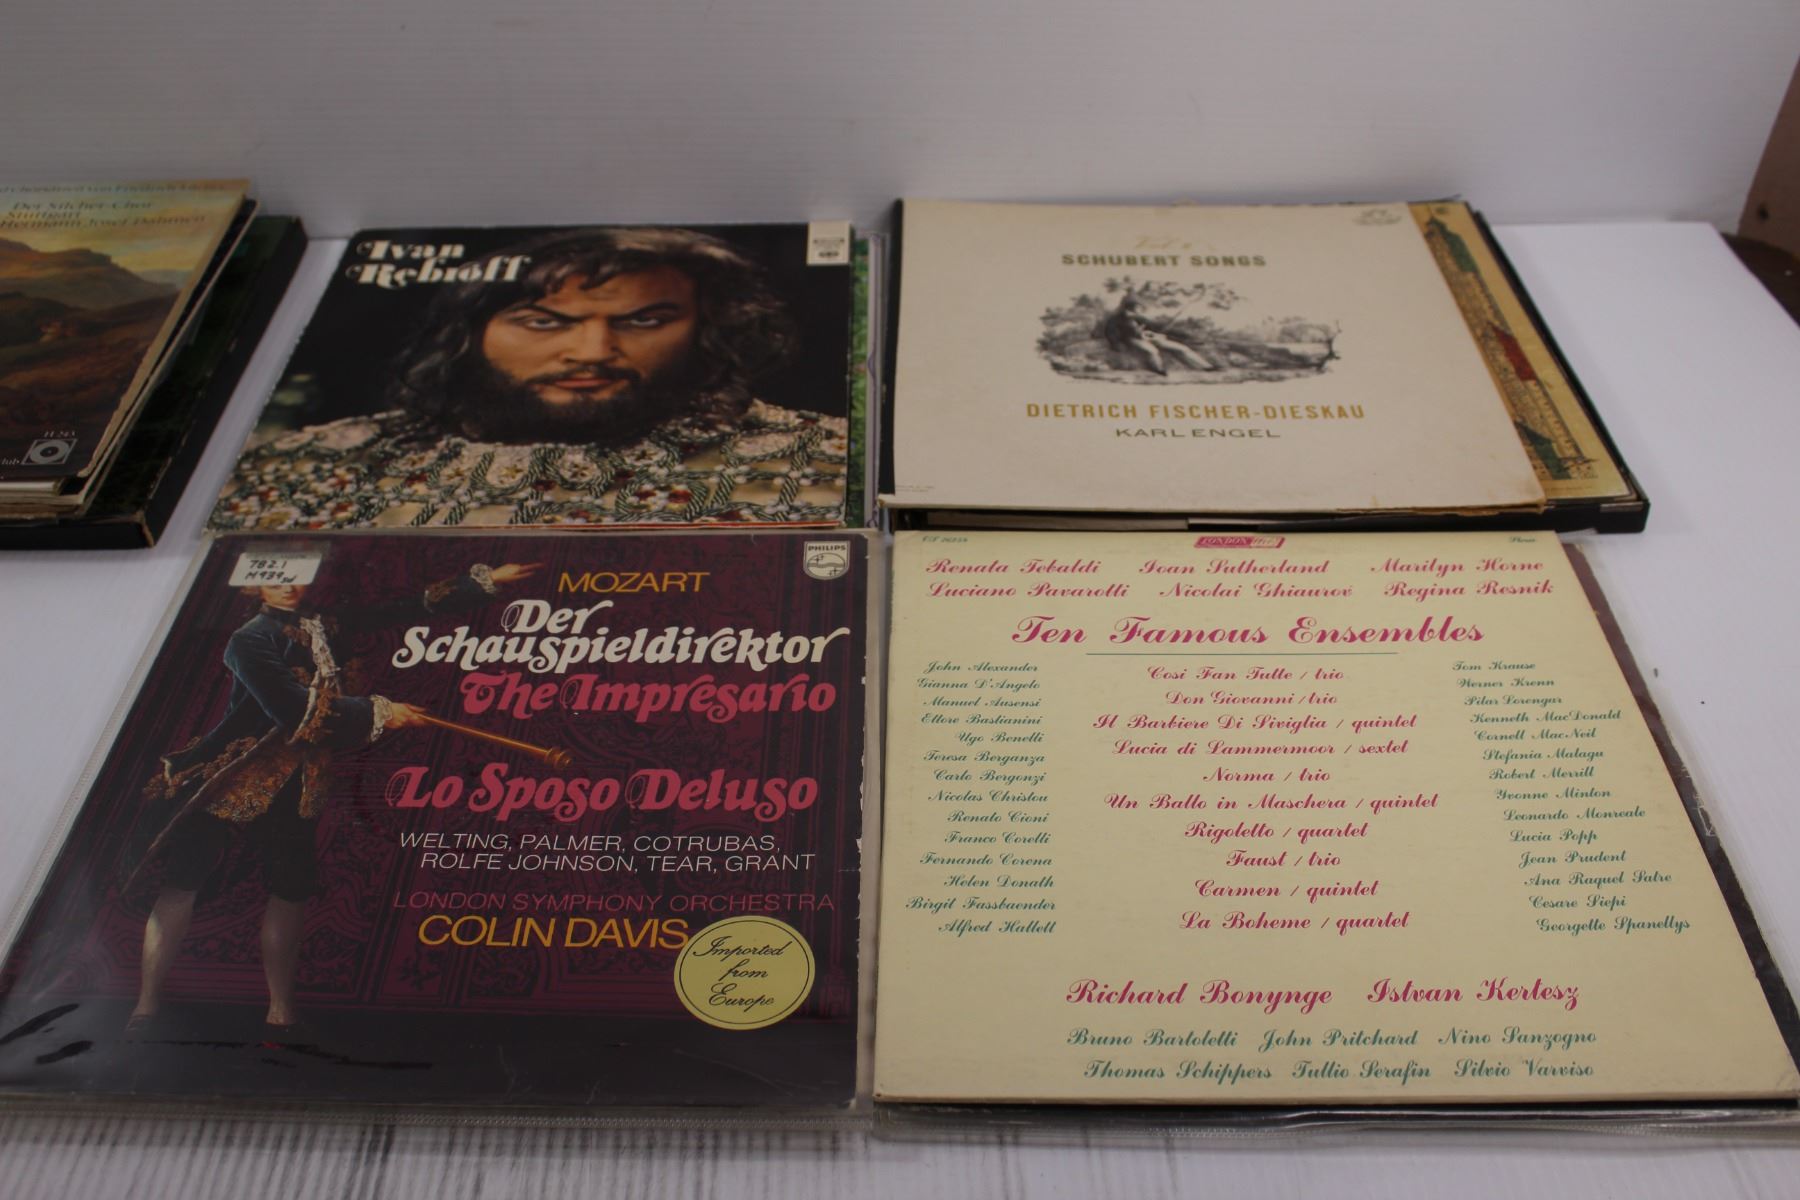 Der Silcher-Chor
Stuttgart
Hermann Josef Dahmen
Ivan
Rebroff
SCHUBERT SONGS
DIETRICH FISCHER-DIESKAU
KARL ENGEL
782.1
M939
PHILIPS
MOZART
Der
Schauspieldirektor
The Impresario
Lo Sposo Deluso
WELTING, PALMER, COTRUBAS,
ROLFE JOHNSON, TEAR, GRANT
LONDON SYMPHONY ORCHESTRA
COLIN DAVIS
Imported
from
Europe
LONDON
Renata Tebaldi Joan Sutherland Marilyn Horne
Luciano Pavarotti Nicolai Ghiaurov Regina Resnik
Ten Famous Ensembles
John Alexander
Gianna D'Angelo
Manuel Ausensi
Ettore Bastianini
Ugo Benelli
Teresa Berganza
Carlo Bergonzi
Nicolas Christou
Renato Cioni
Franco Corelli
Fernando Corena
Helen Donath
Birgit Fassbaender
Alfred Hallett
Cosi Fan Tutte / trio
Don Giovanni / trio
Il Barbiere Di Siviglia / quintet
Lucia di Lammermoor / sextet
Norma / trio
Un Ballo in Maschera / quintet
Rigoletto / quartet
Faust / trio
Carmen / quintet
La Boheme / quartet
Tom Krause
Werner Krenn
Pilar Lorengar
Kenneth MacDonald
Cornell MacNeil
Stefania Malagu
Robert Merrill
Yvonne Minton
Leonardo Monreale
Lucia Popp
Jean Prudent
Ana Raquel Satre
Cesare Siepi
Georgette Spanellys
Richard Bonynge Istvan Kertesz
Bruno Bartoletti John Pritchard Nino Sanzogno
Thomas Schippers Tullio Serafin Silvio Varviso